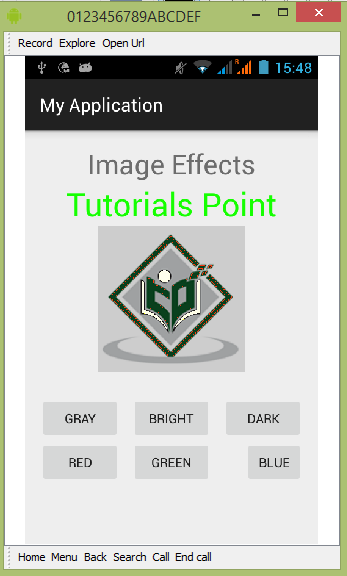 0123456789ABCDEF
Record Explore Open Url
R 15:48
My Application
Image Effects
Tutorials Point
GRAY BRIGHT DARK
RED GREEN BLUE
Home Menu Back Search Call End call